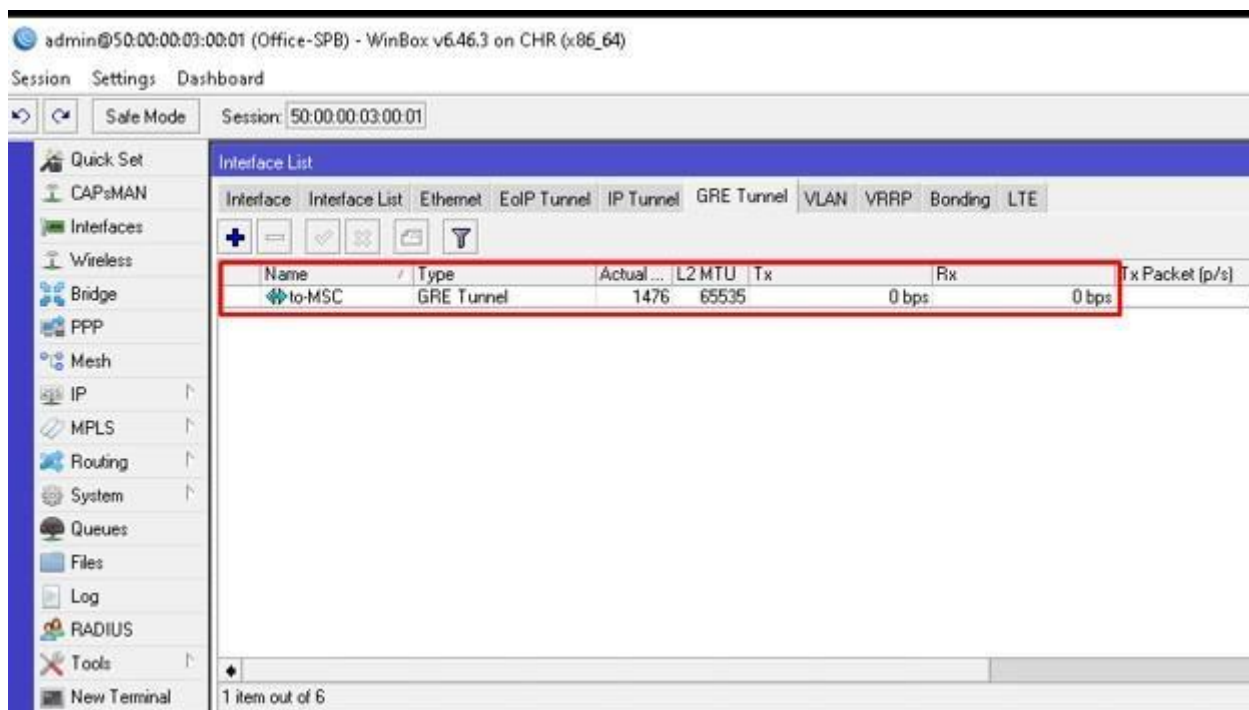 admin@50:00:00:03:00:01 (Office-SPB) - WinBox v6.46.3 on CHR (x86_64)
Session Settings Dashboard
Safe Mode Session: 50:00:00:03:00:01
Quick Set
CAPsMAN
Interfaces
Wireless
Bridge
PPP
Mesh
IP
MPLS
Routing
System
Queues
Files
Log
RADIUS
Tools
New Terminal
Interface List
Interface Interface List Ethernet EoIP Tunnel IP Tunnel GRE Tunnel VLAN VRRP Bonding LTE
Name / Type Actual ... L2 MTU Tx Rx Tx Packet (p/s)
to-MSC GRE Tunnel 1476 65535 0 bps 0 bps
1 item out of 6